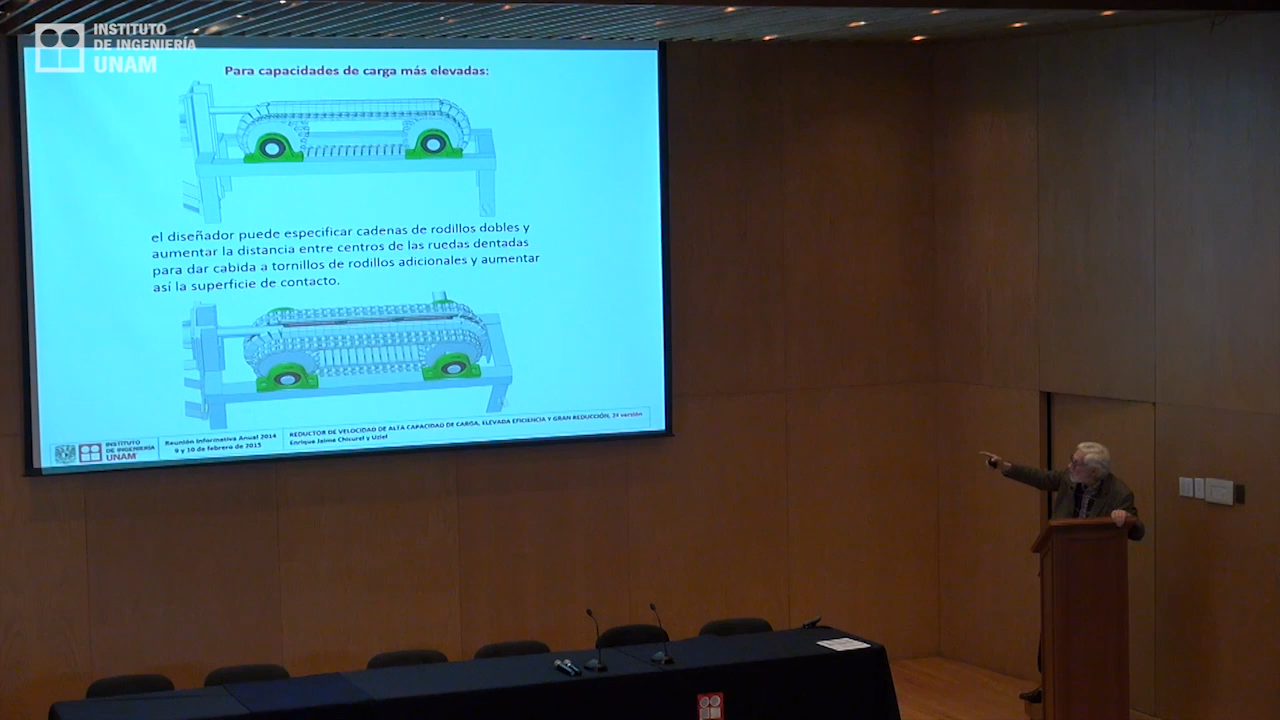 INSTITUTO
DE INGENIERÍA
UNAM
Para capacidades de carga más elevadas:
el diseñador puede especificar cadenas de rodillos dobles y
aumentar la distancia entre centros de las ruedas dentadas
para dar cabida a tornillos de rodillos adicionales y aumentar
así la superficie de contacto.
INSTITUTO
DE INGENIERÍA
UNAM
Reunión Informativa Anual 2014
9 y 10 de febrero de 2015
REDUCTOR DE VELOCIDAD DE ALTA CAPACIDAD DE CARGA, ELEVADA EFICIENCIA Y GRAN REDUCCIÓN, 2ª versión
Enrique Jaime Chicurel y Uziel